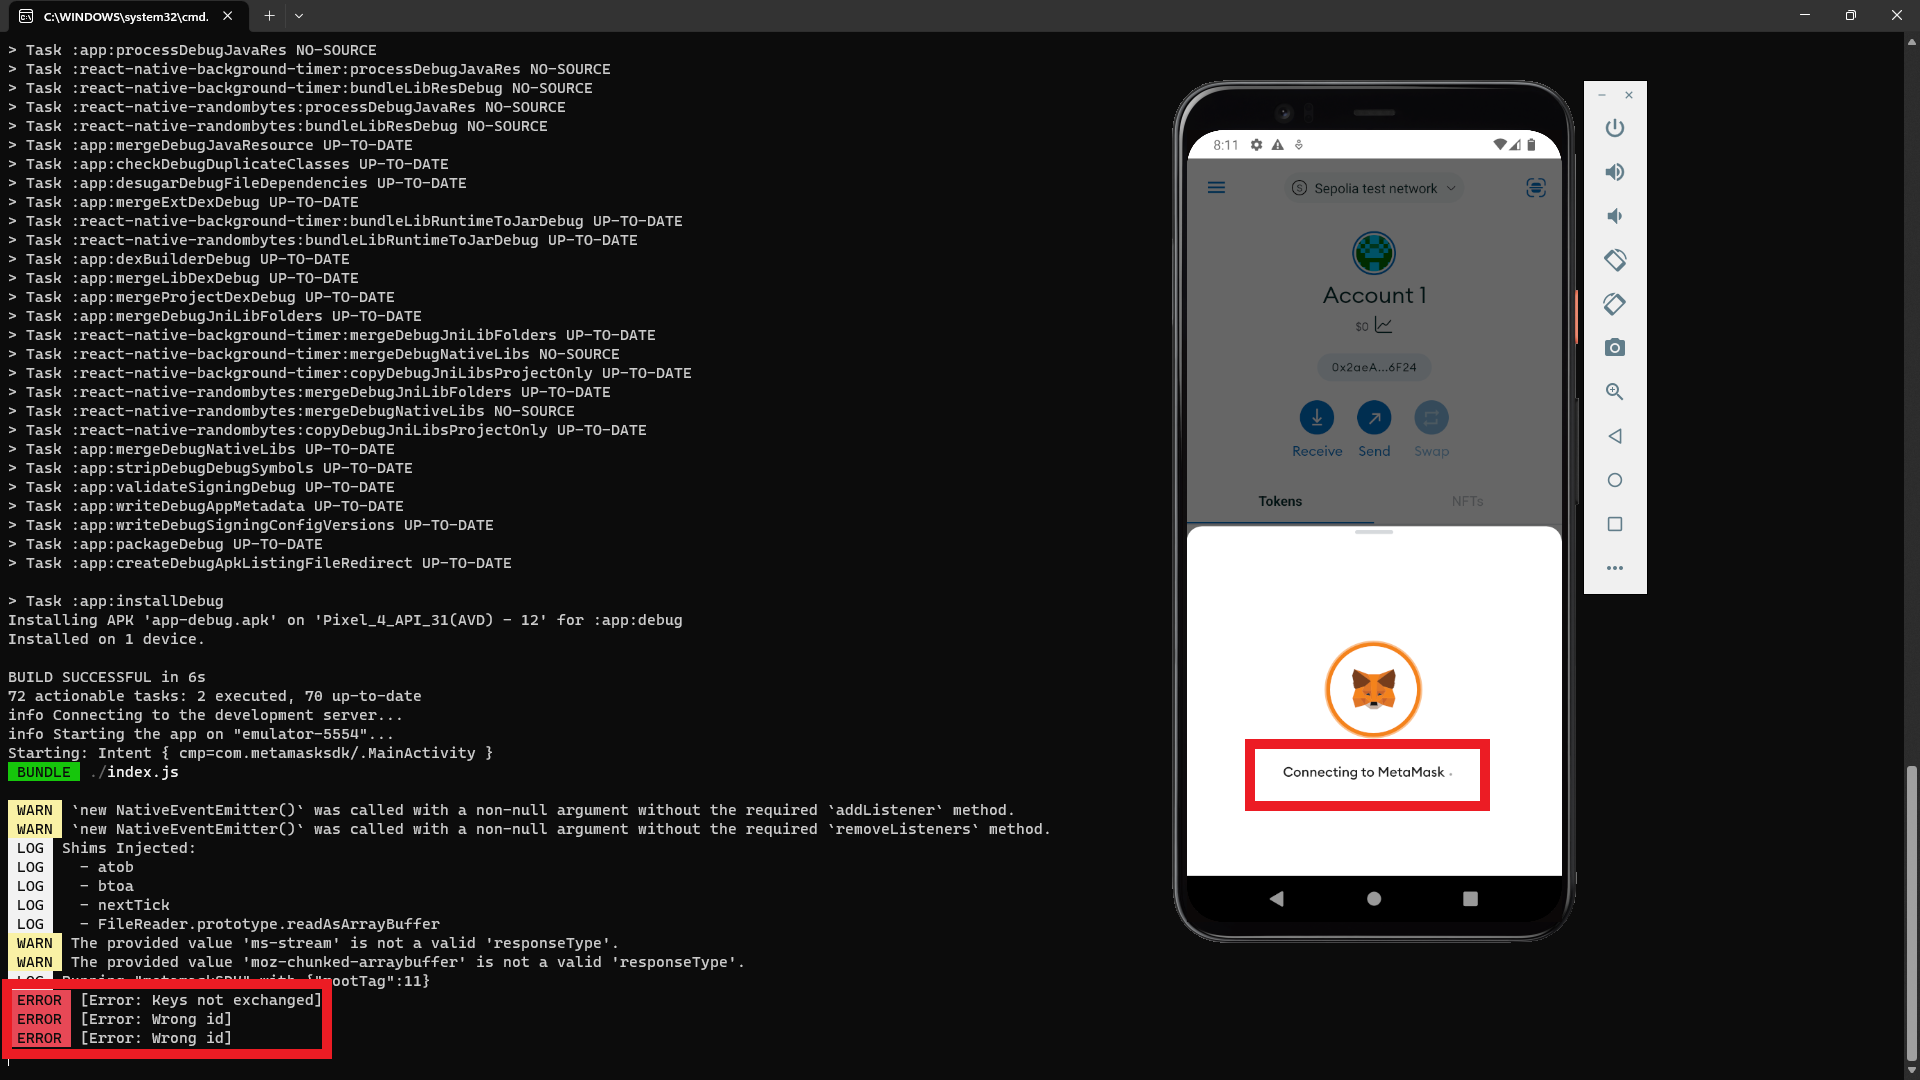 C:\WINDOWS\system32\cmd.
> Task :app:processDebugJavaRes NO-SOURCE
> Task :react-native-background-timer:processDebugJavaRes NO-SOURCE
> Task :react-native-background-timer:bundleLibResDebug NO-SOURCE
> Task :react-native-randombytes:processDebugJavaRes NO-SOURCE
> Task :react-native-randombytes:bundleLibResDebug NO-SOURCE
> Task :app:mergeDebugJavaResource UP-TO-DATE
> Task :app:checkDebugDuplicateClasses UP-TO-DATE
> Task :app:desugarDebugFileDependencies UP-TO-DATE
> Task :app:mergeExtDexDebug UP-TO-DATE
> Task :react-native-background-timer:bundleLibRuntimeToJarDebug UP-TO-DATE
> Task :react-native-randombytes:bundleLibRuntimeToJarDebug UP-TO-DATE
> Task :app:dexBuilderDebug UP-TO-DATE
> Task :app:mergeLibDexDebug UP-TO-DATE
> Task :app:mergeProjectDexDebug UP-TO-DATE
> Task :app:mergeDebugJniLibFolders UP-TO-DATE
> Task :react-native-background-timer:mergeDebugJniLibFolders UP-TO-DATE
> Task :react-native-background-timer:mergeDebugNativeLibs NO-SOURCE
> Task :react-native-background-timer:copyDebugJniLibsProjectOnly UP-TO-DATE
> Task :react-native-randombytes:mergeDebugJniLibFolders UP-TO-DATE
> Task :react-native-randombytes:mergeDebugNativeLibs NO-SOURCE
> Task :react-native-randombytes:copyDebugJniLibsProjectOnly UP-TO-DATE
> Task :app:mergeDebugNativeLibs UP-TO-DATE
> Task :app:stripDebugDebugSymbols UP-TO-DATE
> Task :app:validateSigningDebug UP-TO-DATE
> Task :app:writeDebugAppMetadata UP-TO-DATE
> Task :app:writeDebugSigningConfigVersions UP-TO-DATE
> Task :app:packageDebug UP-TO-DATE
> Task :app:createDebugApkListingFileRedirect UP-TO-DATE
> Task :app:installDebug
Installing APK 'app-debug.apk' on 'Pixel_4_API_31(AVD) - 12' for :app:debug
Installed on 1 device.
BUILD SUCCESSFUL in 6s
72 actionable tasks: 2 executed, 70 up-to-date
info Connecting to the development server...
info Starting the app on "emulator-5554"...
Starting: Intent { cmp=com.metamasksdk/.MainActivity }
BUNDLE ./index.js
WARN `new NativeEventEmitter()` was called with a non-null argument without the required `addListener` method.
WARN `new NativeEventEmitter()` was called with a non-null argument without the required `removeListeners` method.
LOG Shims Injected:
LOG - atob
LOG - btoa
LOG - nextTick
LOG - FileReader.prototype.readAsArrayBuffer
WARN The provided value 'ms-stream' is not a valid 'responseType'.
WARN The provided value 'moz-chunked-arraybuffer' is not a valid 'responseType'.
LOG Running "metamaskSDK" with {"rootTag":11}
ERROR [Error: Keys not exchanged]
ERROR [Error: Wrong id]
ERROR [Error: Wrong id]
8:11
Sepolia test network
Account 1
$0
0x2aeA...6F24
Receive Send Swap
Tokens NFTs
Connecting to MetaMask .